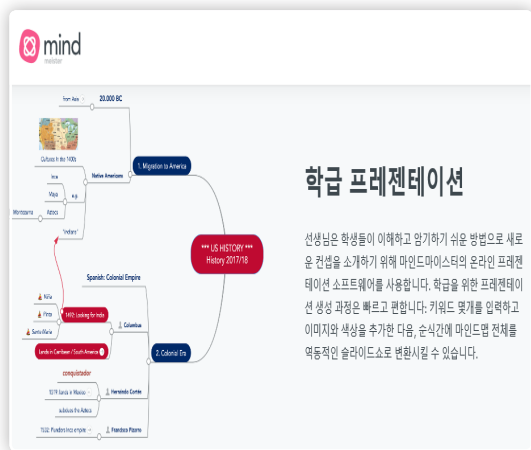 mind
meister
from Asia
20.000 BC
Cultures in the 1400s
1. Migration to America
Native Americans
Inca
Maya
e.g.
Montezuma
Aztecs
"Indians"
*** US HISTORY ***
History 2017/18
Spanish: Colonial Empire
Niña
Pinta
Santa Maria
1492: Looking for India
Columbus
Lands in Caribbean / South America
2. Colonial Era
conquistador
1519: lands in Mexico
Hernándo Cortés
subdues the Aztecs
1532: Plunders Inca empire
Francisco Pizarro
학급 프레젠테이션
선생님은 학생들이 이해하고 암기하기 쉬운 방법으로 새로
운 컨셉을 소개하기 위해 마인드마이스터의 온라인 프레젠
테이션 소프트웨어를 사용합니다. 학급을 위한 프레젠테이
션 생성 과정은 빠르고 편합니다: 키워드 몇개를 입력하고
이미지와 색상을 추가한 다음, 순식간에 마인드맵 전체를
역동적인 슬라이드쇼로 변환시킬 수 있습니다.